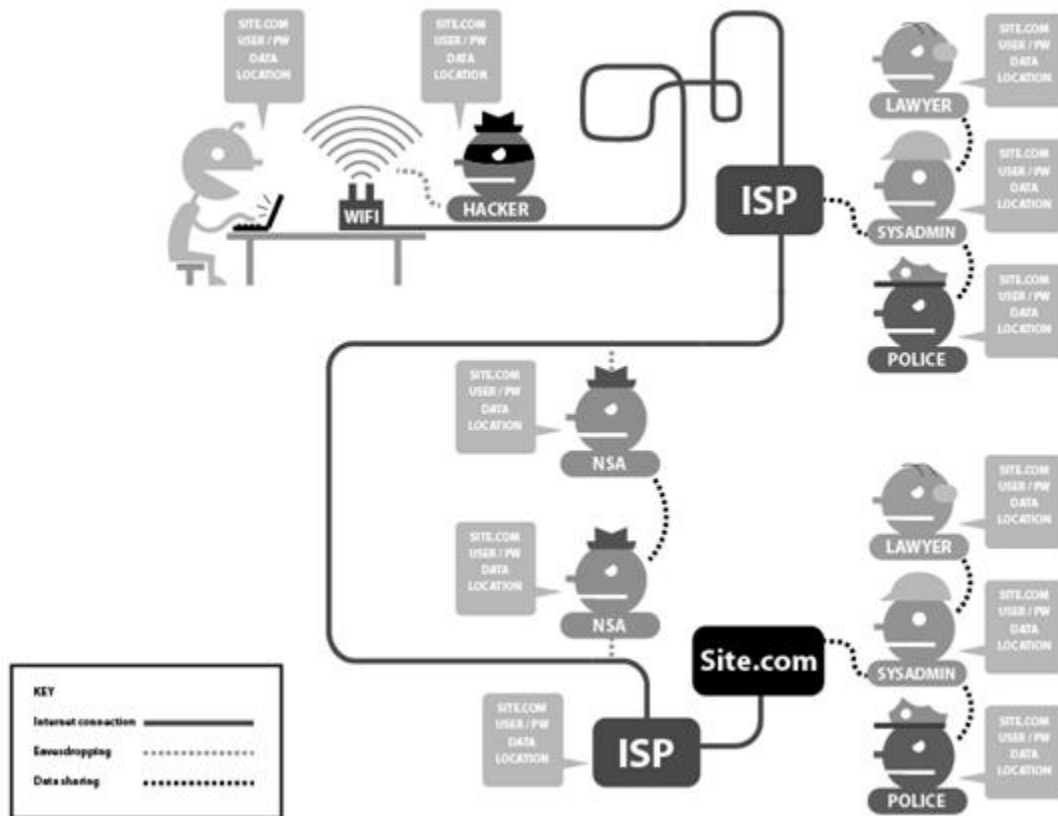 SITE.COM
USER / PW
DATA
LOCATION
SITE.COM
USER / PW
DATA
LOCATION
WIFI
HACKER
ISP
SITE.COM
USER / PW
DATA
LOCATION
LAWYER
SITE.COM
USER / PW
DATA
LOCATION
SYSADMIN
SITE.COM
USER / PW
DATA
LOCATION
POLICE
SITE.COM
USER / PW
DATA
LOCATION
NSA
SITE.COM
USER / PW
DATA
LOCATION
NSA
SITE.COM
USER / PW
DATA
LOCATION
LAWYER
SITE.COM
USER / PW
DATA
LOCATION
SYSADMIN
SITE.COM
USER / PW
DATA
LOCATION
POLICE
Site.com
SITE.COM
USER / PW
DATA
LOCATION
ISP
KEY
Internet connection
Eavesdropping
Data sharing